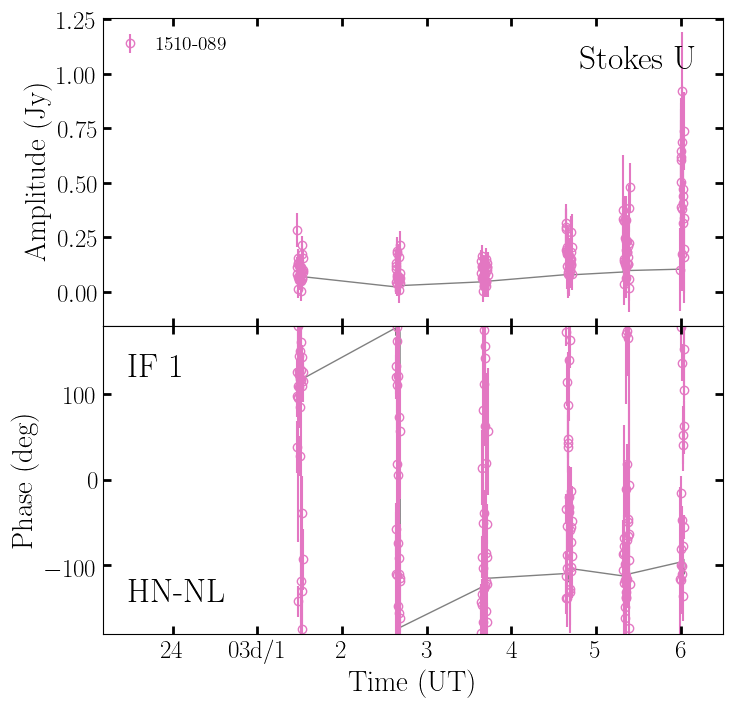 1.25
1510-089
Stokes U
1.00
0.75
0.50
0.25
0.00
Amplitude (Jy)
IF 1
100
0
−100
Phase (deg)
HN-NL
24 03d/1 2 3 4 5 6
Time (UT)